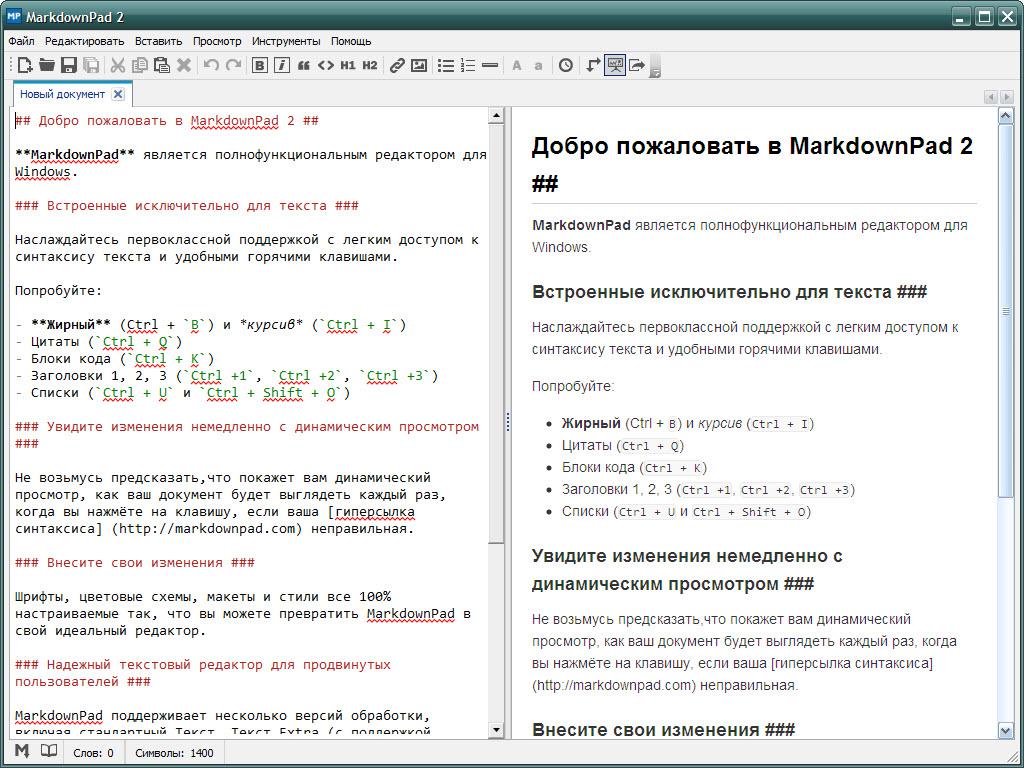 MarkdownPad 2
Файл Редактировать Вставить Просмотр Инструменты Помощь
B i H1 H2 A a
Новый документ
## Добро пожаловать в MarkdownPad 2 ##
**MarkdownPad** является полнофункциональным редактором для
Windows.
### Встроенные исключительно для текста ###
Наслаждайтесь первоклассной поддержкой с легким доступом к
синтаксису текста и удобными горячими клавишами.
Попробуйте:
- **Жирный** (Ctrl + `B`) и *курсив* (`Ctrl + I`)
- Цитаты (`Ctrl + Q`)
- Блоки кода (`Ctrl + K`)
- Заголовки 1, 2, 3 (`Ctrl +1`, `Ctrl +2`, `Ctrl +3`)
- Списки (`Ctrl + U` и `Ctrl + Shift + O`)
### Увидите изменения немедленно с динамическим просмотром
###
Не возьмусь предсказать,что покажет вам динамический
просмотр, как ваш документ будет выглядеть каждый раз,
когда вы нажмёте на клавишу, если ваша [гиперсылка
синтаксиса] (http://markdownpad.com) неправильная.
### Внесите свои изменения ###
Шрифты, цветовые схемы, макеты и стили все 100%
настраиваемые так, что вы можете превратить MarkdownPad в
свой идеальный редактор.
### Надежный текстовый редактор для продвинутых
пользователей ###
MarkdownPad поддерживает несколько версий обработки,
включая стандартный Текст, Текст Extra (с поддержкой
Добро пожаловать в MarkdownPad 2
##
MarkdownPad является полнофункциональным редактором для
Windows.
Встроенные исключительно для текста ###
Наслаждайтесь первоклассной поддержкой с легким доступом к
синтаксису текста и удобными горячими клавишами.
Попробуйте:
• Жирный (Ctrl + B) и курсив (Ctrl + I)
• Цитаты (Ctrl + Q)
• Блоки кода (Ctrl + K)
• Заголовки 1, 2, 3 (Ctrl +1, Ctrl +2, Ctrl +3)
• Списки (Ctrl + U и Ctrl + Shift + O)
Увидите изменения немедленно с
динамическим просмотром ###
Не возьмусь предсказать,что покажет вам динамический
просмотр, как ваш документ будет выглядеть каждый раз, когда
вы нажмёте на клавишу, если ваша [гиперсылка синтаксиса]
(http://markdownpad.com) неправильная.
Внесите свои изменения ###
Слов: 0 Символы: 1400